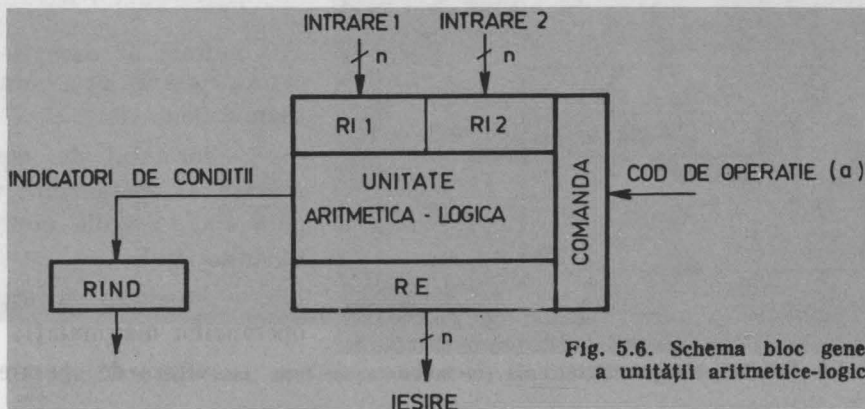 INTRARE 1 INTRARE 2
n n
RI 1 RI 2
COMANDA
INDICATORI DE CONDITII
UNITATE
ARITMETICA - LOGICA
COD DE OPERATIE (a)
RIND
RE
n
Fig. 5.6. Schema bloc gene
a unității aritmetice-logic
IESIRE